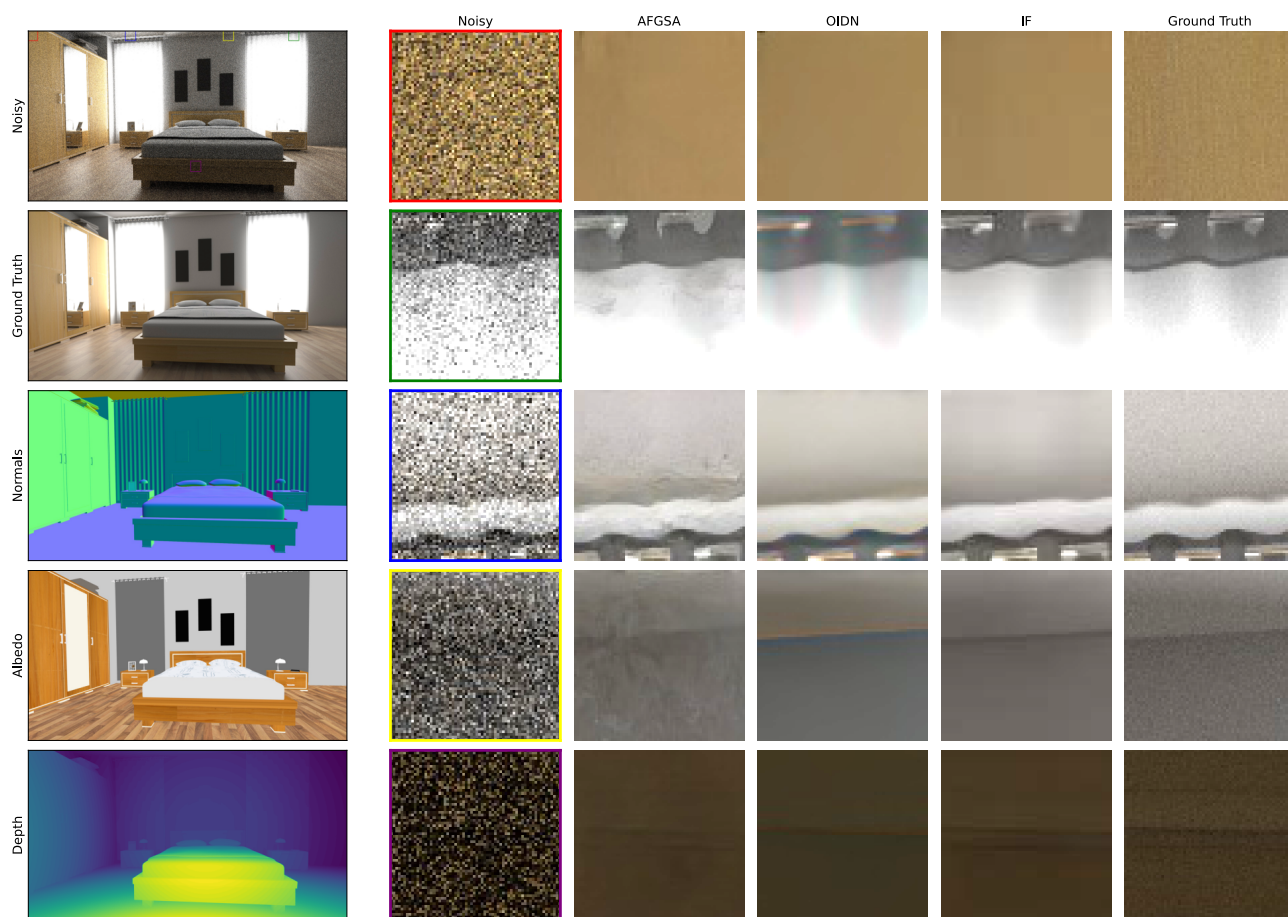 Noisy
AFGSA
OIDN
IF
Ground Truth
Noisy
Ground Truth
Normals
Albedo
Depth